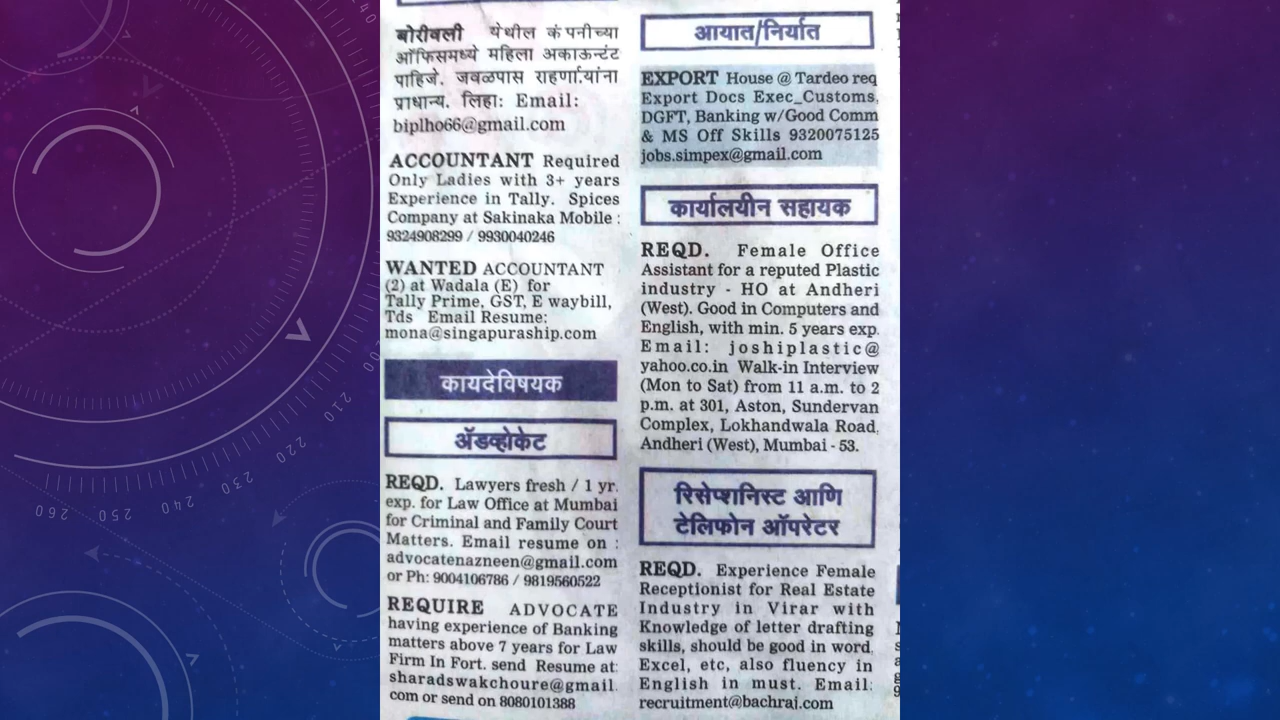 बोरीवली येथील कंपनीच्या
ऑफिसमध्ये महिला अकाऊन्टंट
पाहिजे. जवळपास राहणाऱ्यांना
प्राधान्य. लिहा: Email:
biplho66@gmail.com
ACCOUNTANT Required
Only Ladies with 3+ years
Experience in Tally. Spices
Company at Sakinaka Mobile :
9324908299 / 9930040246
WANTED ACCOUNTANT
(2) at Wadala (E) for
Tally Prime, GST, E waybill,
Tds Email Resume:
mona@singapuraship.com
कायदेविषयक
ॲडव्होकेट
REQD. Lawyers fresh / 1 yr.
exp. for Law Office at Mumbai
for Criminal and Family Court
Matters. Email resume on :
advocatenazneen@gmail.com
or Ph: 9004106786 / 9819560522
REQUIRE ADVOCATE
having experience of Banking
matters above 7 years for Law
Firm In Fort. send Resume at:
sharadswakchoure@gmail.
com or send on 8080101388
आयात/निर्यात
EXPORT House @ Tardeo req
Export Docs Exec_Customs,
DGFT, Banking w/Good Comm
& MS Off Skills 9320075125
jobs.simpex@gmail.com
कार्यालयीन सहायक
REQD. Female Office
Assistant for a reputed Plastic
industry - HO at Andheri
(West). Good in Computers and
English, with min. 5 years exp.
Email: joshiplastic@
yahoo.co.in Walk-in Interview
(Mon to Sat) from 11 a.m. to 2
p.m. at 301, Aston, Sundervan
Complex, Lokhandwala Road,
Andheri (West), Mumbai - 53.
रिसेप्शनिस्ट आणि
टेलिफोन ऑपरेटर
REQD. Experience Female
Receptionist for Real Estate
Industry in Virar with
Knowledge of letter drafting
skills, should be good in word,
Excel, etc, also fluency in
English in must. Email:
recruitment@bachraj.com
140
200
210
220
230
240
250
260